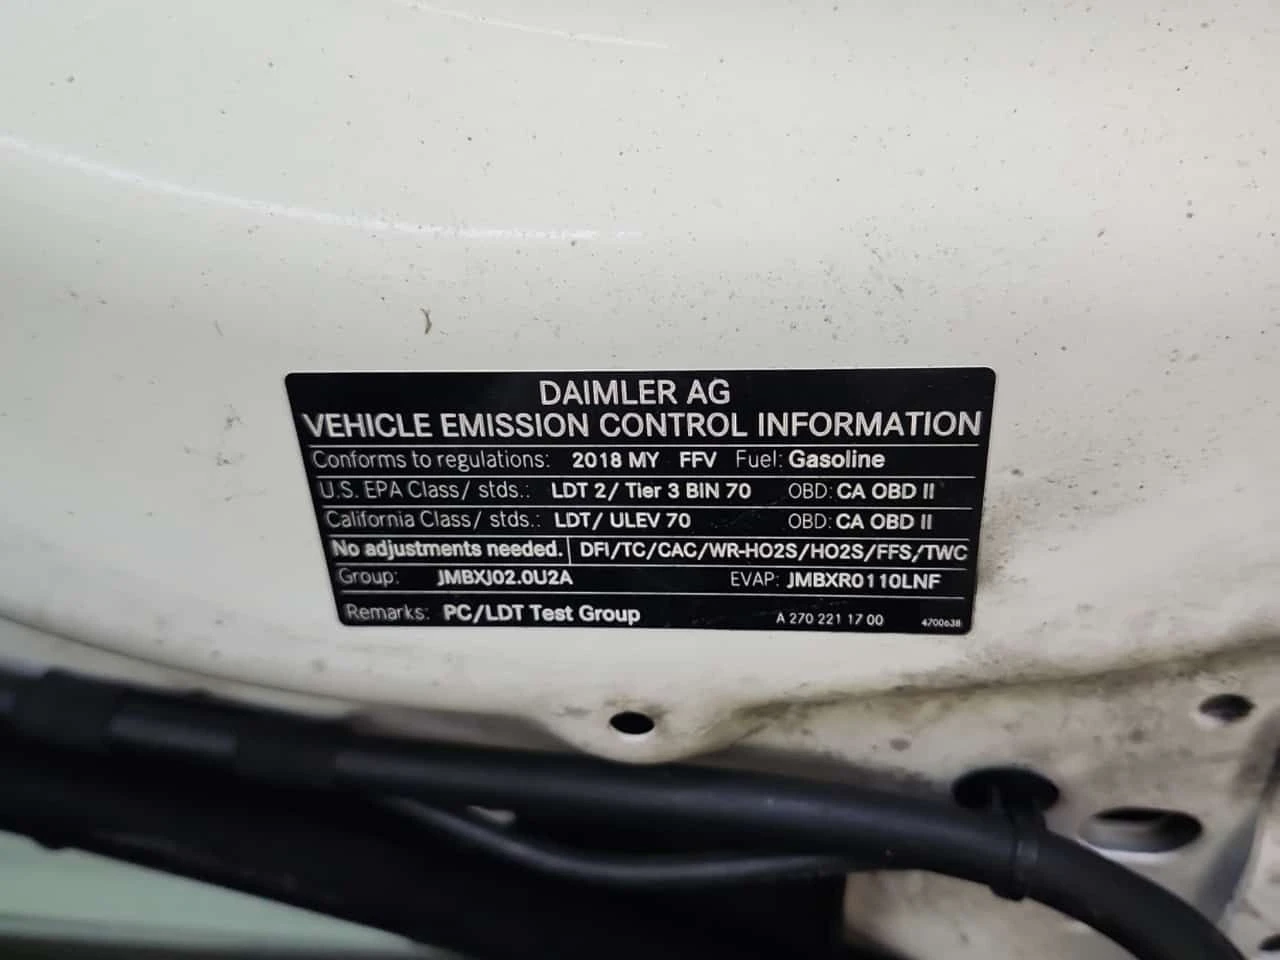 DAIMLER AG
VEHICLE EMISSION CONTROL INFORMATION
Conforms to regulations: 2018 MY FFV Fuel: Gasoline
U.S. EPA Class/ stds.: LDT 2/ Tier 3 BIN 70 OBD: CA OBD II
California Class/ stds.: LDT/ ULEV 70 OBD: CA OBD II
No adjustments needed. DFI/TC/CAC/WR-HO2S/HO2S/FFS/TWC
Group: JMBXJ02.0U2A EVAP: JMBXR0110LNF
Remarks: PC/LDT Test Group A 270 221 17 00 4700638